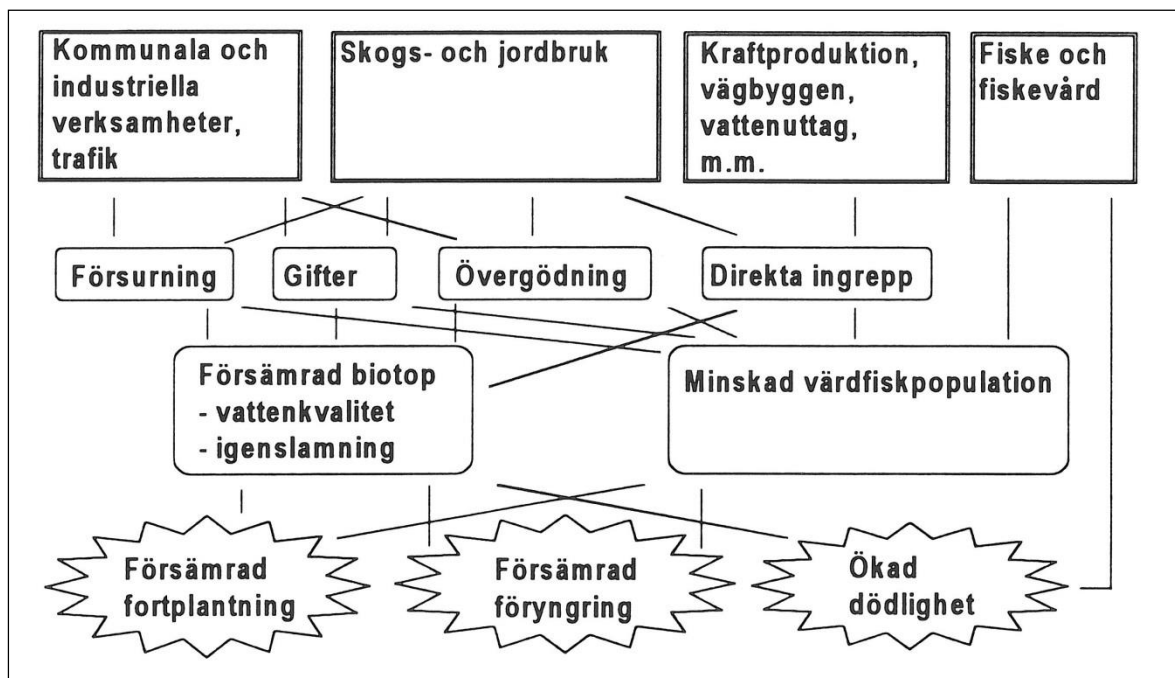 Kommunala och
industriella
verksamheter,
trafik
Skogs- och jordbruk
Kraftproduktion,
vägbyggen,
vattenuttag,
m.m.
Fiske och
fiskevård
Försurning
Gifter
Övergödning
Direkta ingrepp
Försämrad biotop
- vattenkvalitet
- igenslamning
Minskad värdfiskpopulation
Försämrad
fortplantning
Försämrad
föryngring
Ökad
dödlighet